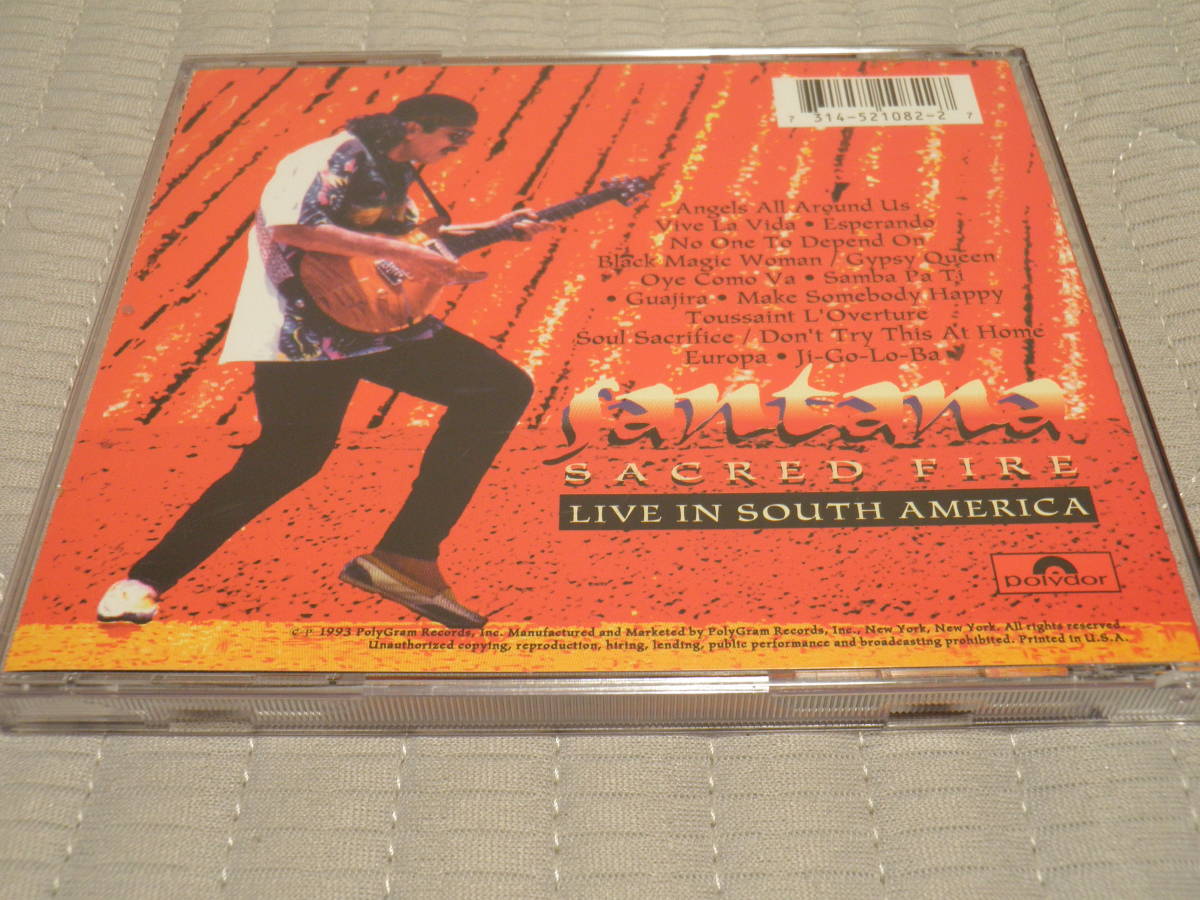 7 314-521082-2 7
Angels All Around Us
Vive La Vida • Esperando
No One To Depend On
Black Magic Woman / Gypsy Queen
Oye Como Va • Samba Pa Ti
• Guajira • Make Somebody Happy
Toussaint L'Overture
Soul Sacrifice / Don't Try This At Home
Europa • Ji-Go-Lo-Ba
Santana
SACRED FIRE
LIVE IN SOUTH AMERICA
Polydor
© ℗ 1993 PolyGram Records, Inc. Manufactured and Marketed by PolyGram Records, Inc., New York, New York. All rights reserved.
Unauthorized copying, reproduction, hiring, lending, public performance and broadcasting prohibited. Printed in U.S.A.